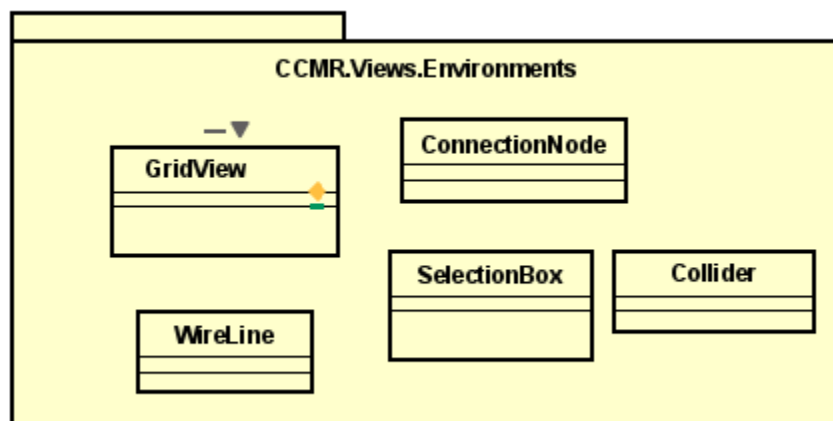 CCMR.Views.Environments
GridView
ConnectionNode
SelectionBox
Collider
WireLine